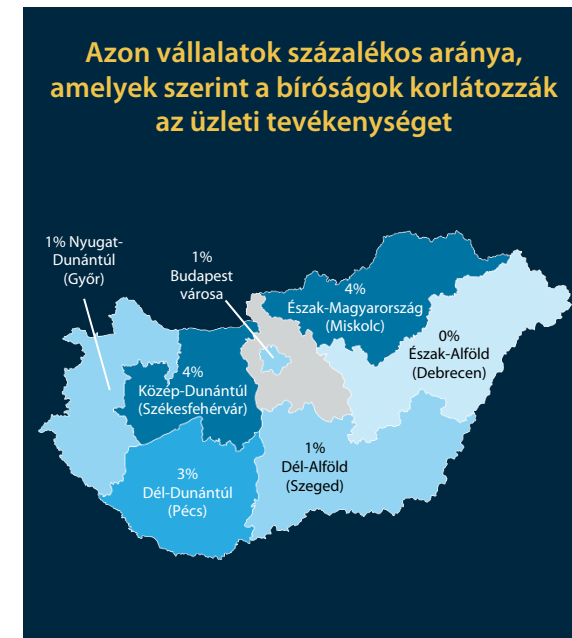 Azon vállalatok százalékos aránya,
amelyek szerint a bíróságok korlátozzák
az üzleti tevékenységet
1% Nyugat-
Dunántúl
(Győr)
1%
Budapest
városa
4%
Észak-Magyarország
(Miskolc)
0%
Észak-Alföld
(Debrecen)
4%
Közép-Dunántúl
(Székesfehérvár)
1%
Dél-Alföld
(Szeged)
3%
Dél-Dunántúl
(Pécs)